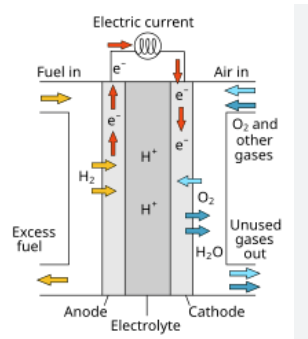 Electric current
Fuel in
e⁻
Air in
e⁻
e⁻
O₂ and
other
gases
e⁻
H⁺
H₂
O₂
H⁺
Excess
fuel
Unused
gases
out
H₂O
Anode
Cathode
Electrolyte